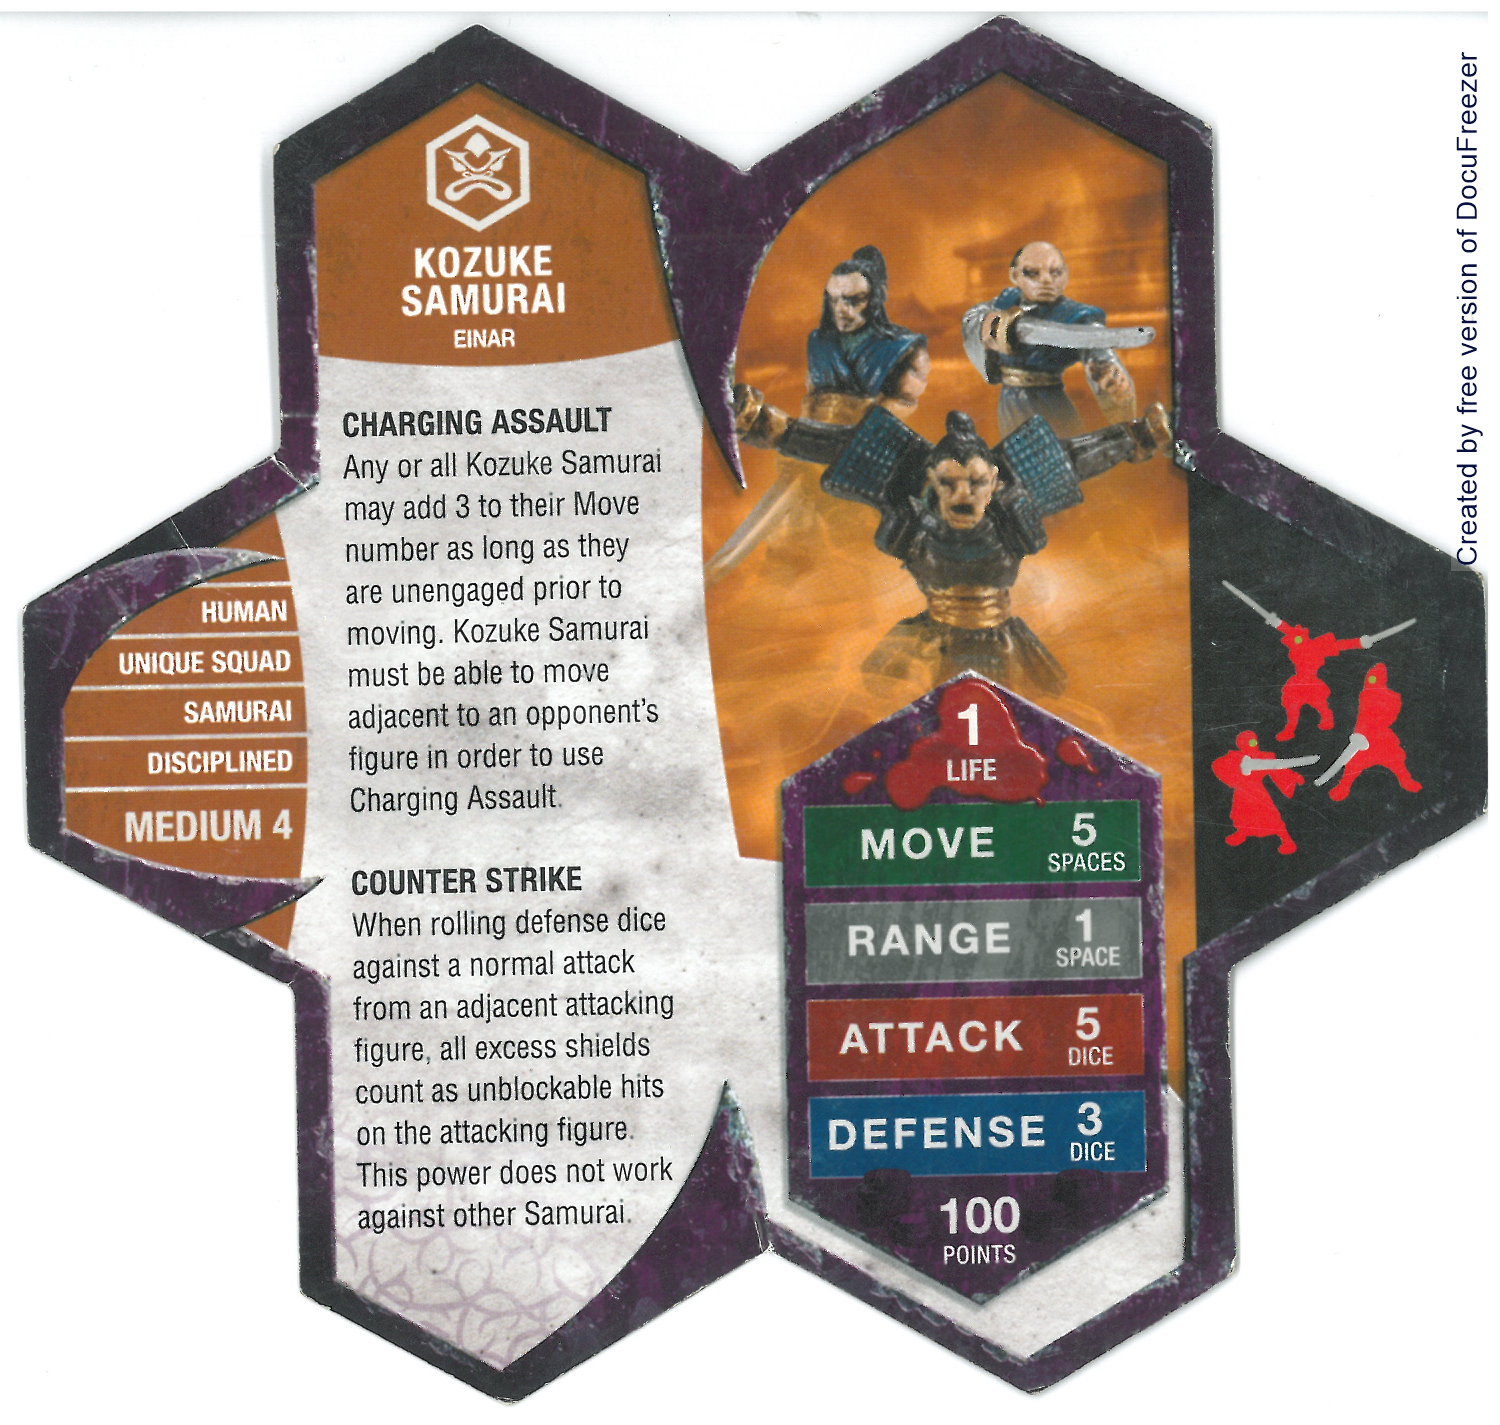 KOZUKE
SAMURAI
EINAR
CHARGING ASSAULT
Any or all Kozuke Samurai
may add 3 to their Move
number as long as they
are unengaged prior to
moving. Kozuke Samurai
must be able to move
adjacent to an opponent's
figure in order to use
Charging Assault.
COUNTER STRIKE
When rolling defense dice
against a normal attack
from an adjacent attacking
figure, all excess shields
count as unblockable hits
on the attacking figure.
This power does not work
against other Samurai.
HUMAN
UNIQUE SQUAD
SAMURAI
DISCIPLINED
MEDIUM 4
1
LIFE
MOVE 5
SPACES
RANGE 1
SPACE
ATTACK 5
DICE
DEFENSE 3
DICE
100
POINTS
Created by free version of DocuFreezer